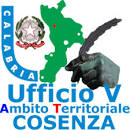 CALABRIA
Ufficio V
Ambito Territoriale
COSENZA